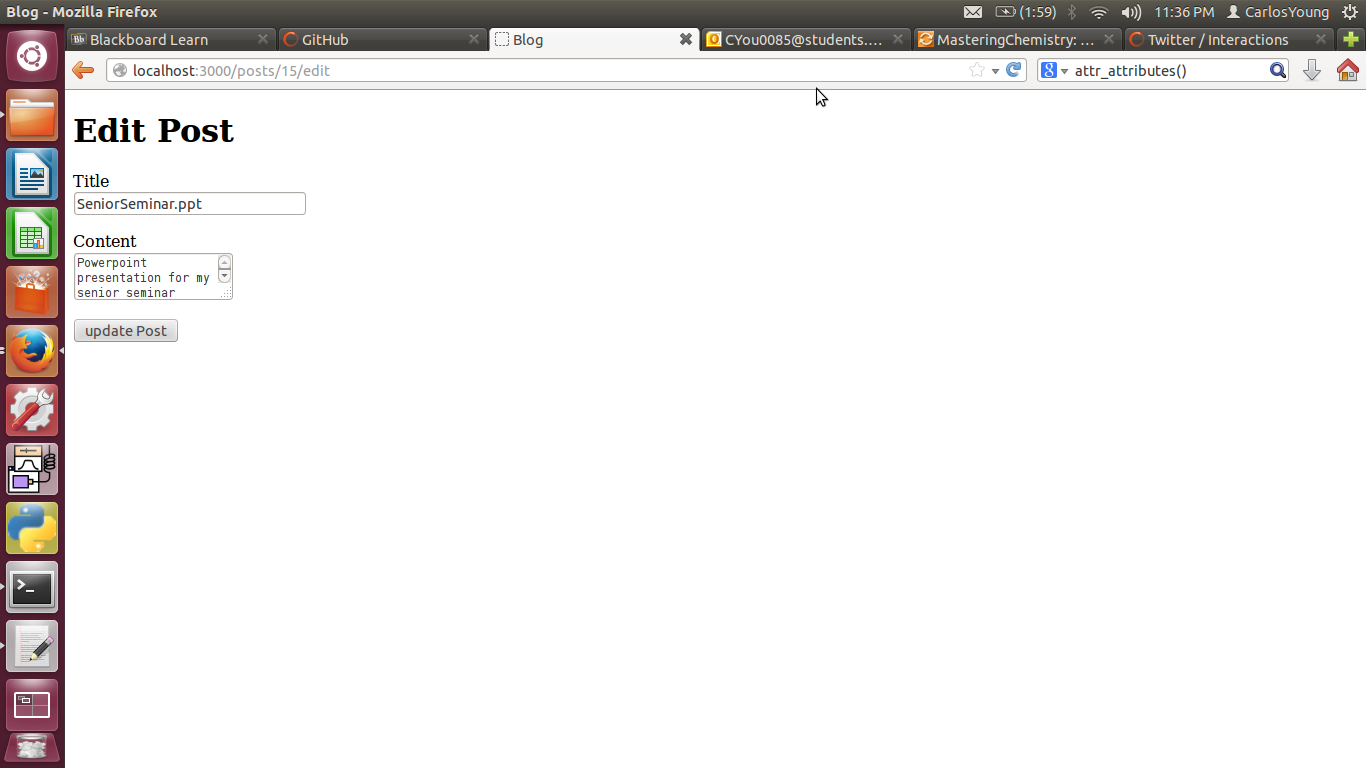 Blog - Mozilla Firefox
(1:59)
11:36 PM
CarlosYoung
Bb Blackboard Learn
GitHub
Blog
CYou0085@students....
MasteringChemistry: ...
Twitter / Interactions
localhost:3000/posts/15/edit
8 attr_attributes()
Edit Post
Title
SeniorSeminar.ppt
Content
Powerpoint
presentation for my
senior seminar
update Post
>_